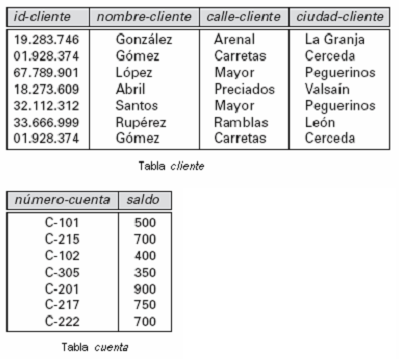 id-cliente nombre-cliente calle-cliente ciudad-cliente
19.283.746 González Arenal La Granja
01.928.374 Gómez Carretas Cerceda
67.789.901 López Mayor Peguerinos
18.273.609 Abril Preciados Valsaín
32.112.312 Santos Mayor Peguerinos
33.666.999 Rupérez Ramblas León
01.928.374 Gómez Carretas Cerceda
Tabla cliente
número-cuenta saldo
C-101 500
C-215 700
C-102 400
C-305 350
C-201 900
C-217 750
C-222 700
Tabla cuenta